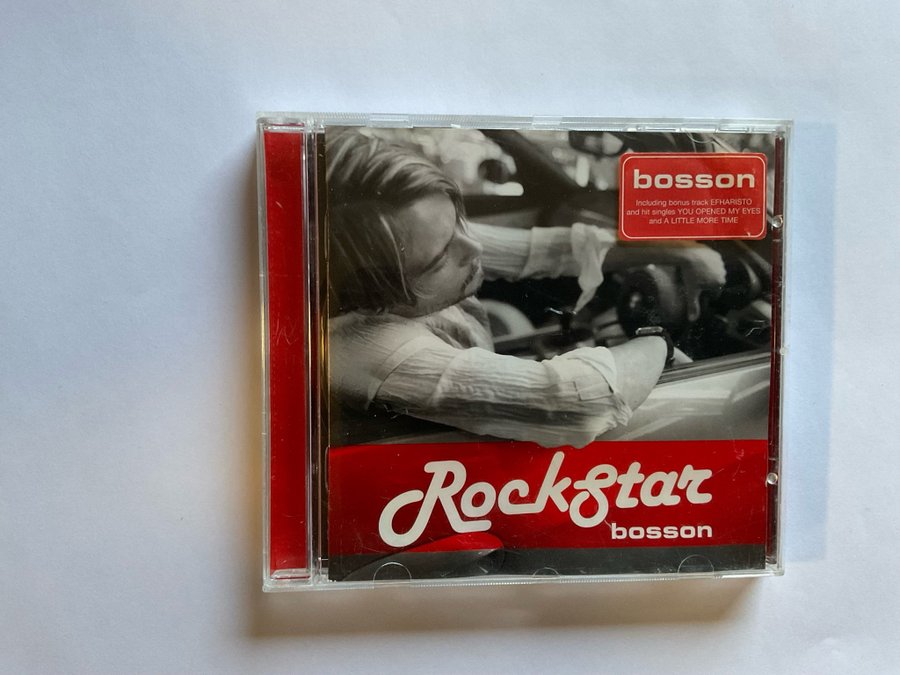 bosson
Including bonus track EFHARISTO
and hit singles YOU OPENED MY EYES
and A LITTLE MORE TIME
RockStar
bosson